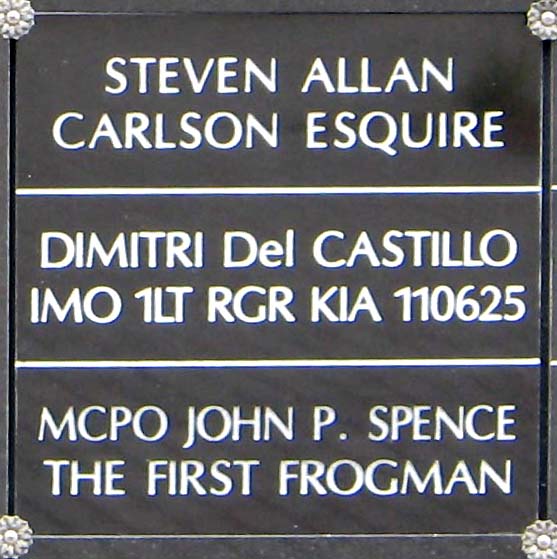 STEVEN ALLAN
CARLSON ESQUIRE
DIMITRI Del CASTILLO
IMO 1LT RGR KIA 110625
MCPO JOHN P. SPENCE
THE FIRST FROGMAN